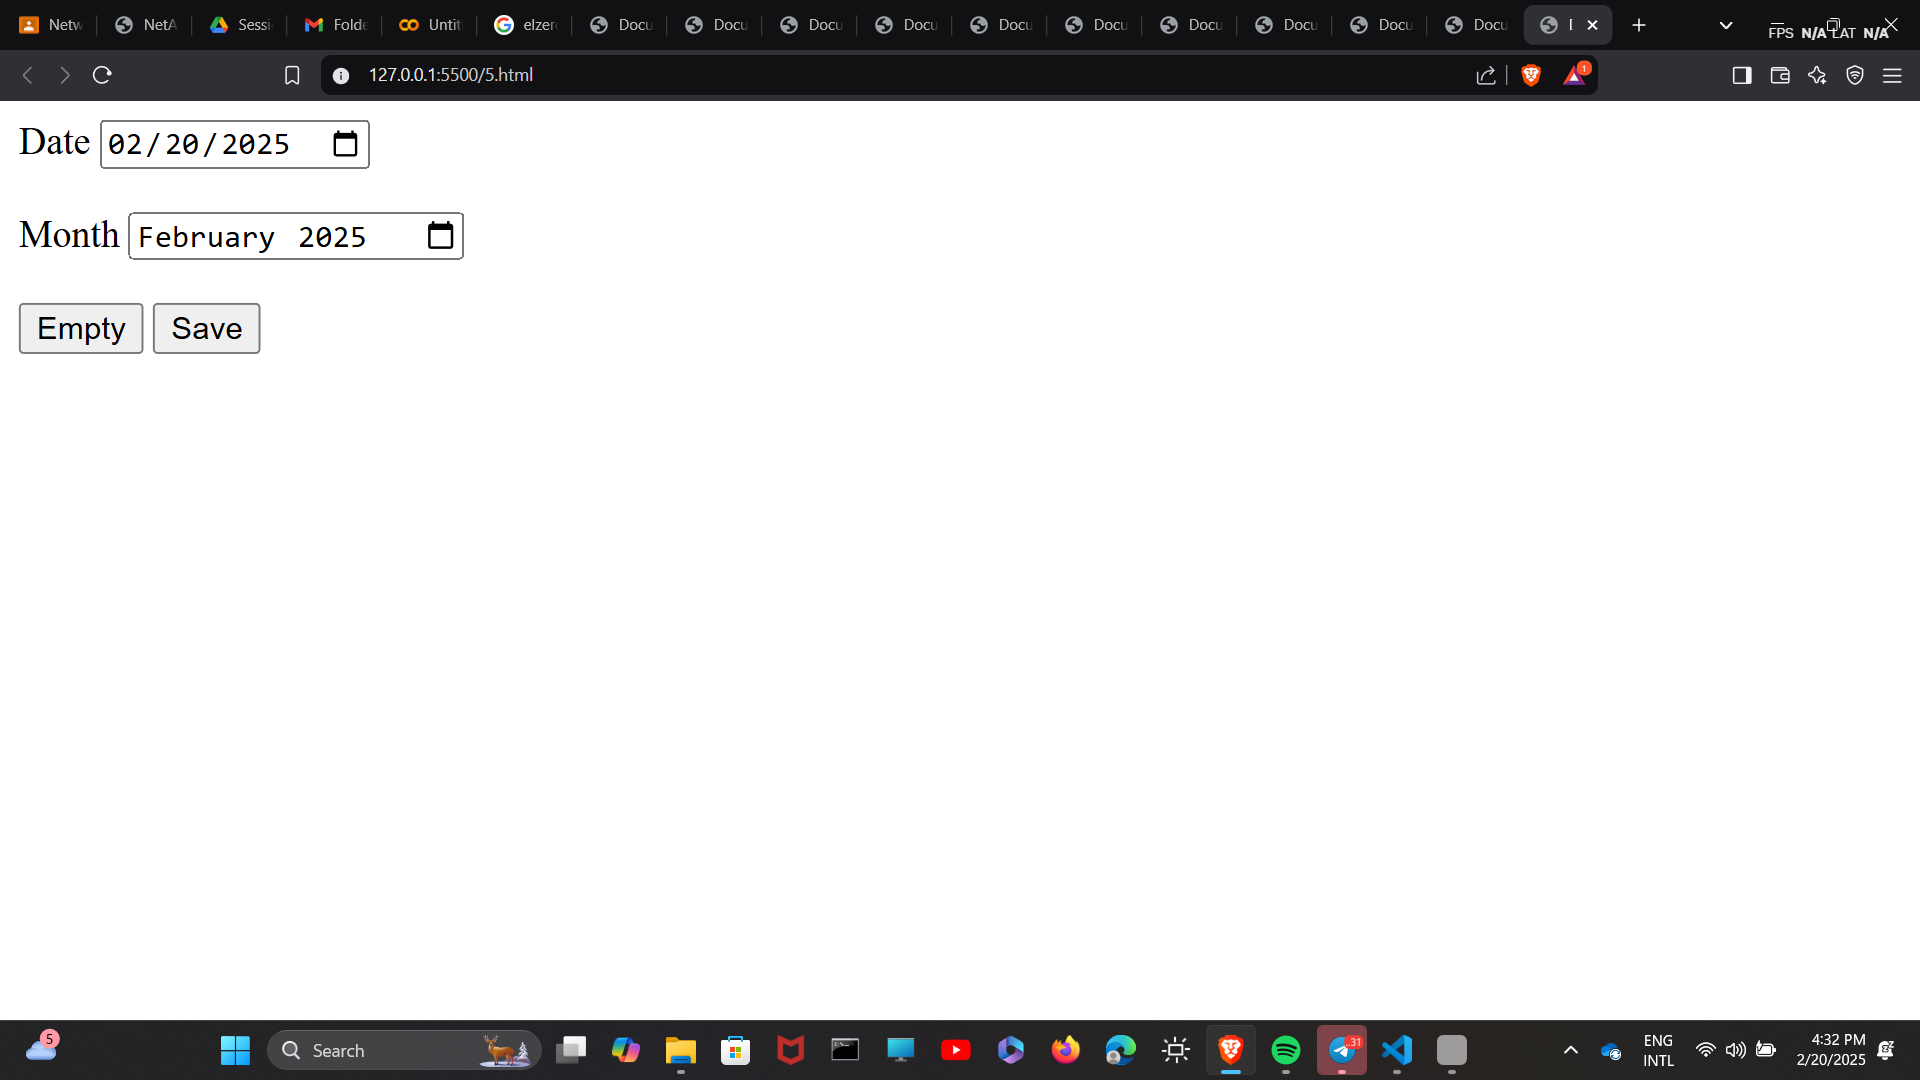 Netw
NetA
Sessi
Folde
Untit
elzero
Docu
Docu
Docu
Docu
Docu
Docu
Docu
Docu
Docu
Docu
FPS N/A LAT N/A
127.0.0.1:5500/5.html
1
Date 02/20/2025
Month February 2025
Empty Save
5
Search
31
ENG
INTL
4:32 PM
2/20/2025